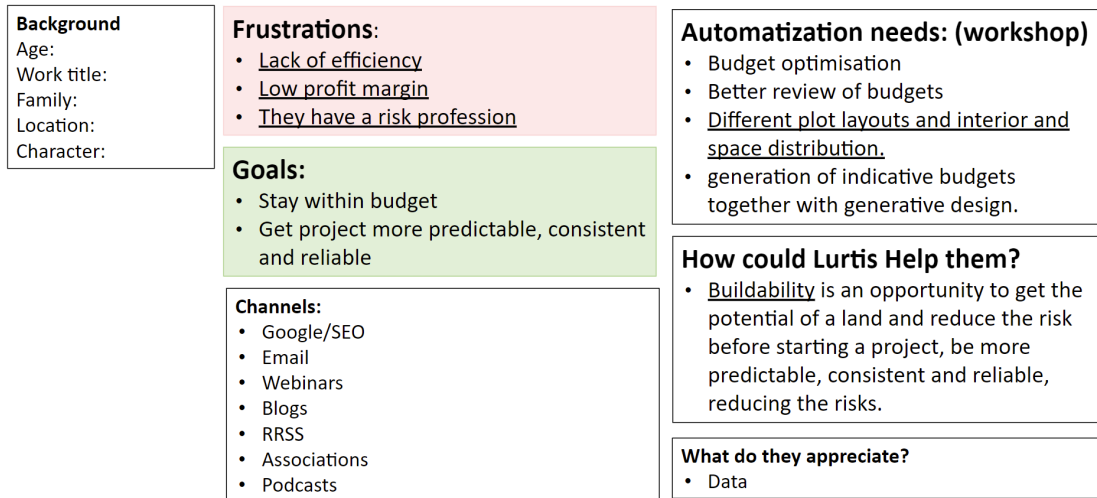 Background
Age:
Work title:
Family:
Location:
Character:
Frustrations:
• Lack of efficiency
• Low profit margin
• They have a risk profession
Goals:
• Stay within budget
• Get project more predictable, consistent
and reliable
Channels:
• Google/SEO
• Email
• Webinars
• Blogs
• RRSS
• Associations
• Podcasts
Automatization needs: (workshop)
• Budget optimisation
• Better review of budgets
• Different plot layouts and interior and
space distribution.
• generation of indicative budgets
together with generative design.
How could Lurtis Help them?
• Buildability is an opportunity to get the
potential of a land and reduce the risk
before starting a project, be more
predictable, consistent and reliable,
reducing the risks.
What do they appreciate?
• Data